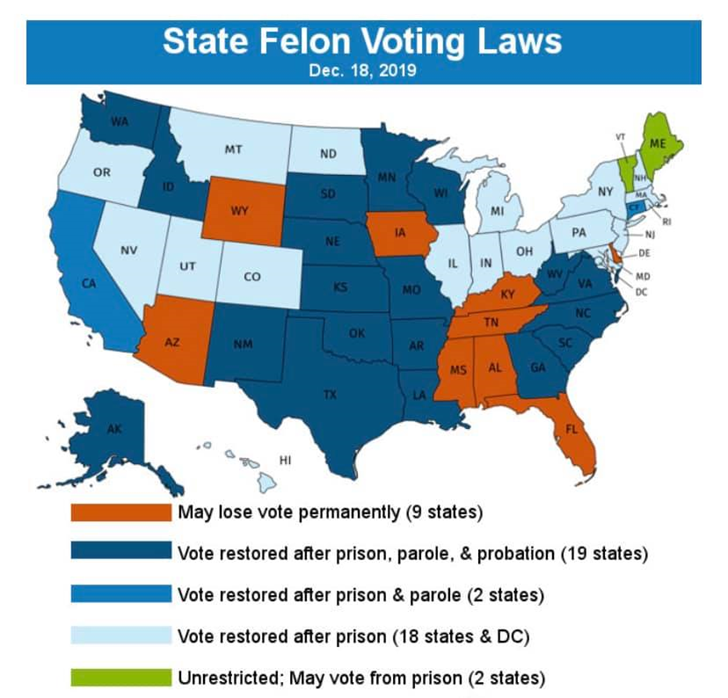 State Felon Voting Laws
Dec. 18, 2019
WA
MT
ND
MN
VT
ME
OR
ID
SD
WI
NH
MA
NY
CT
RI
WY
MI
IA
PA
NJ
NE
NV
UT
IL
IN
OH
DE
MD
DC
CO
CA
KS
MO
WV
VA
KY
NC
TN
AZ
NM
OK
AR
SC
MS
AL
GA
TX
LA
AK
FL
HI
May lose vote permanently (9 states)
Vote restored after prison, parole, & probation (19 states)
Vote restored after prison & parole (2 states)
Vote restored after prison (18 states & DC)
Unrestricted; May vote from prison (2 states)